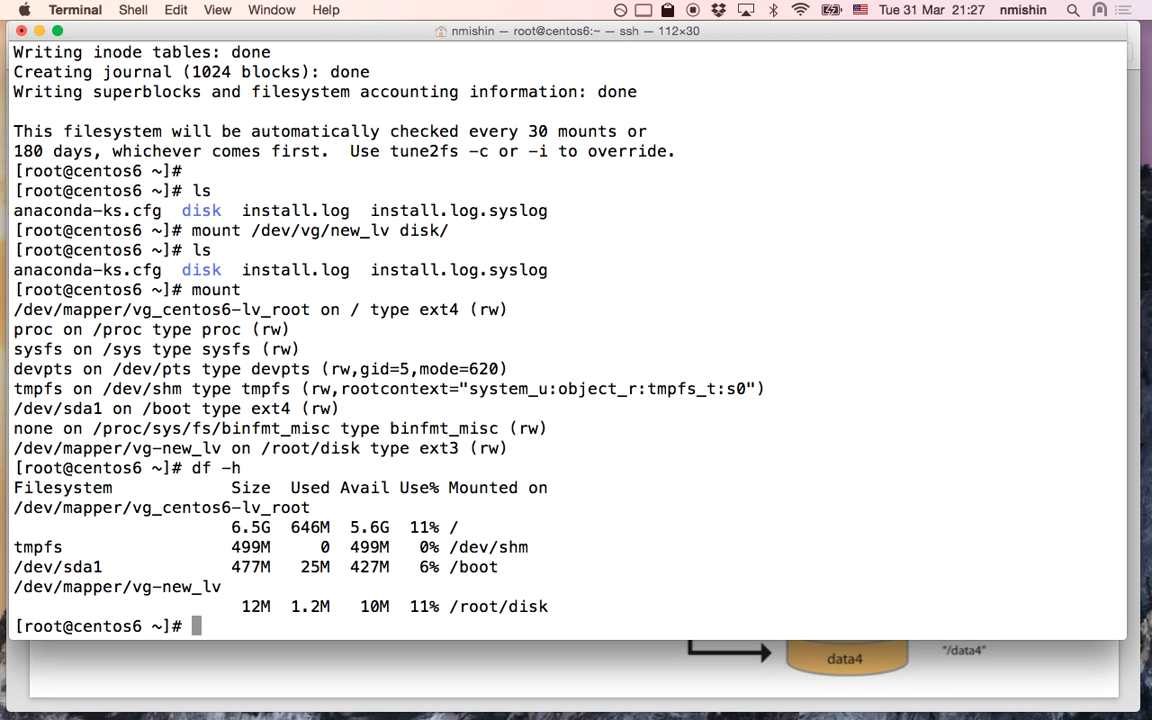 Terminal Shell Edit View Window Help Tue 31 Mar 21:27 nmishin
nmishin — root@centos6:~ — ssh — 112×30
Writing inode tables: done
Creating journal (1024 blocks): done
Writing superblocks and filesystem accounting information: done
This filesystem will be automatically checked every 30 mounts or
180 days, whichever comes first.  Use tune2fs -c or -i to override.
[root@centos6 ~]#
[root@centos6 ~]# ls
anaconda-ks.cfg  disk  install.log  install.log.syslog
[root@centos6 ~]# mount /dev/vg/new_lv disk/
[root@centos6 ~]# ls
anaconda-ks.cfg  disk  install.log  install.log.syslog
[root@centos6 ~]# mount
/dev/mapper/vg_centos6-lv_root on / type ext4 (rw)
proc on /proc type proc (rw)
sysfs on /sys type sysfs (rw)
devpts on /dev/pts type devpts (rw,gid=5,mode=620)
tmpfs on /dev/shm type tmpfs (rw,rootcontext="system_u:object_r:tmpfs_t:s0")
/dev/sda1 on /boot type ext4 (rw)
none on /proc/sys/fs/binfmt_misc type binfmt_misc (rw)
/dev/mapper/vg-new_lv on /root/disk type ext3 (rw)
[root@centos6 ~]# df -h
Filesystem            Size  Used Avail Use% Mounted on
/dev/mapper/vg_centos6-lv_root
                      6.5G  646M  5.6G  11% /
tmpfs                 499M     0  499M   0% /dev/shm
/dev/sda1             477M   25M  427M   6% /boot
/dev/mapper/vg-new_lv
                       12M  1.2M   10M  11% /root/disk
[root@centos6 ~]#
data4 "/data4"